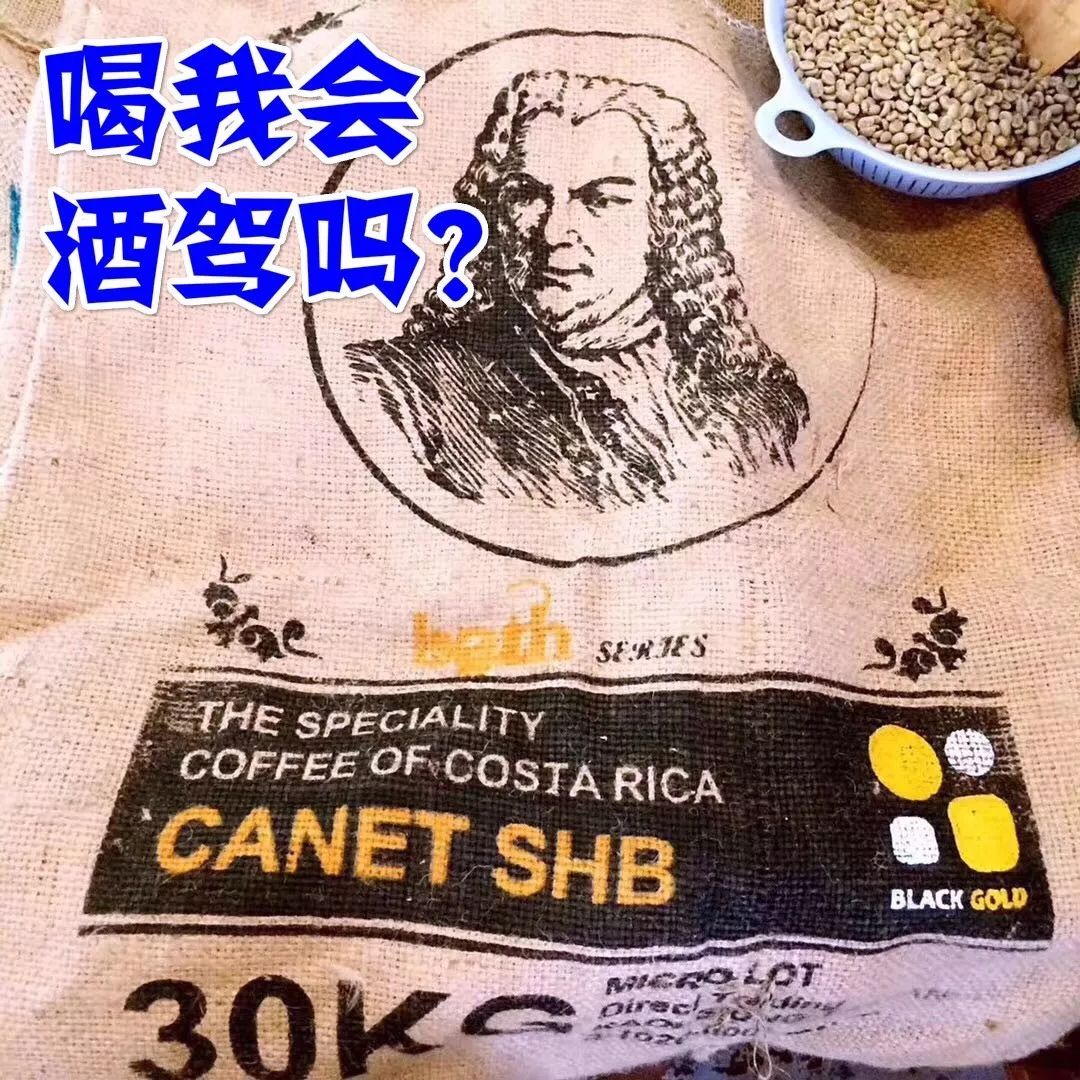 喝我会
酒驾吗?
SERIES
THE SPECIALITY
COFFEE OF COSTA RICA
CANET SHB
BLACK GOLD
30KG
MICRO LOT